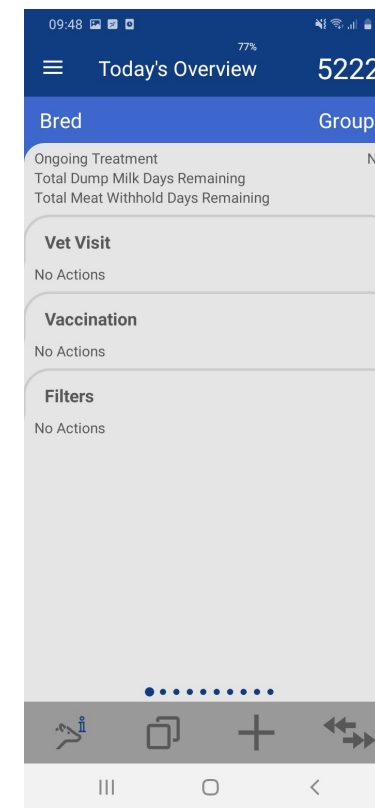 09:48
77%
Today's Overview 5222
Bred Group
Ongoing Treatment N
Total Dump Milk Days Remaining
Total Meat Withhold Days Remaining
Vet Visit
No Actions
Vaccination
No Actions
Filters
No Actions